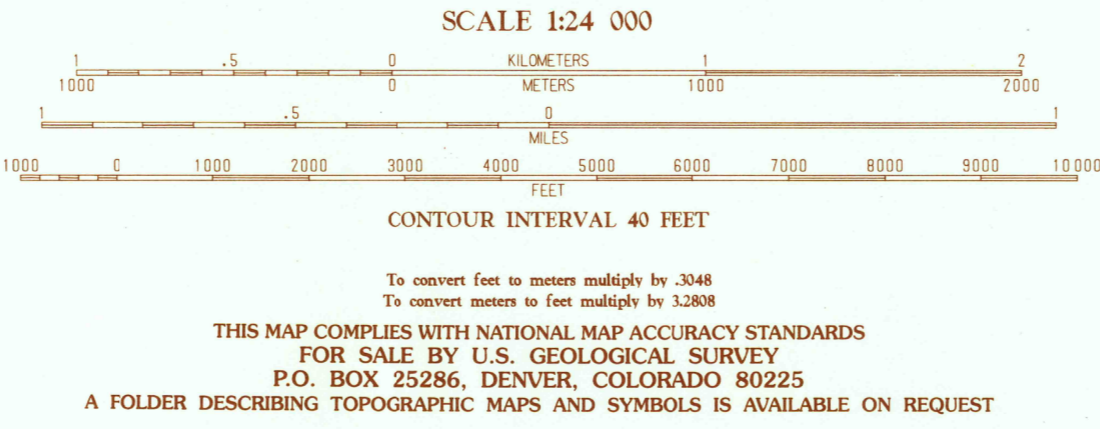 SCALE 1:24 000
1 .5 0 KILOMETERS 1 2
1000 0 METERS 1000 2000
1 .5 0 1
MILES
1000 0 1000 2000 3000 4000 5000 6000 7000 8000 9000 10 000
FEET
CONTOUR INTERVAL 40 FEET
To convert feet to meters multiply by .3048
To convert meters to feet multiply by 3.2808
THIS MAP COMPLIES WITH NATIONAL MAP ACCURACY STANDARDS
FOR SALE BY U.S. GEOLOGICAL SURVEY
P.O. BOX 25286, DENVER, COLORADO 80225
A FOLDER DESCRIBING TOPOGRAPHIC MAPS AND SYMBOLS IS AVAILABLE ON REQUEST